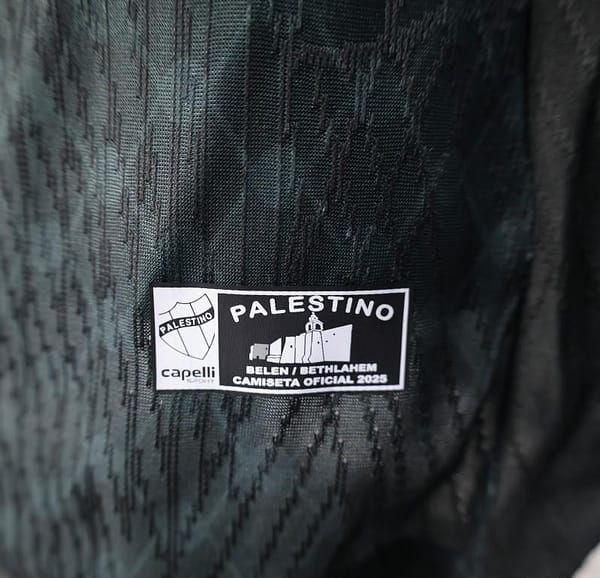 PALESTINO
capelli
SPORT
PALESTINO
BELEN / BETHLAHEM
CAMISETA OFICIAL 2025